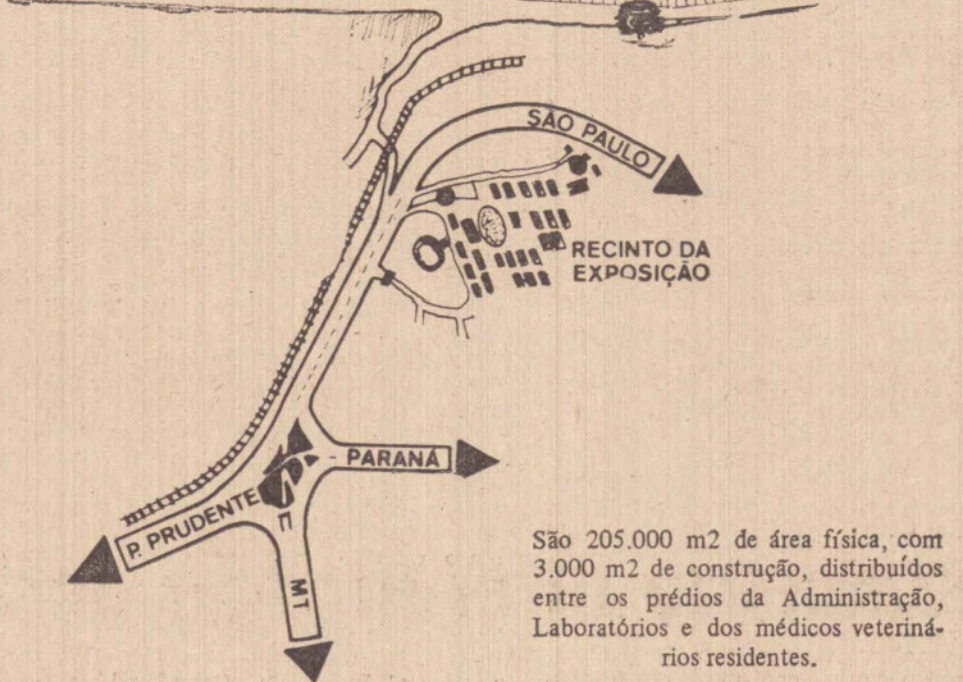 SÃO PAULO
RECINTO DA
EXPOSIÇÃO
PARANÁ
P. PRUDENTE
MT
São 205.000 m2 de área física, com
3.000 m2 de construção, distribuídos
entre os prédios da Administração,
Laboratórios e dos médicos veteriná-
rios residentes.